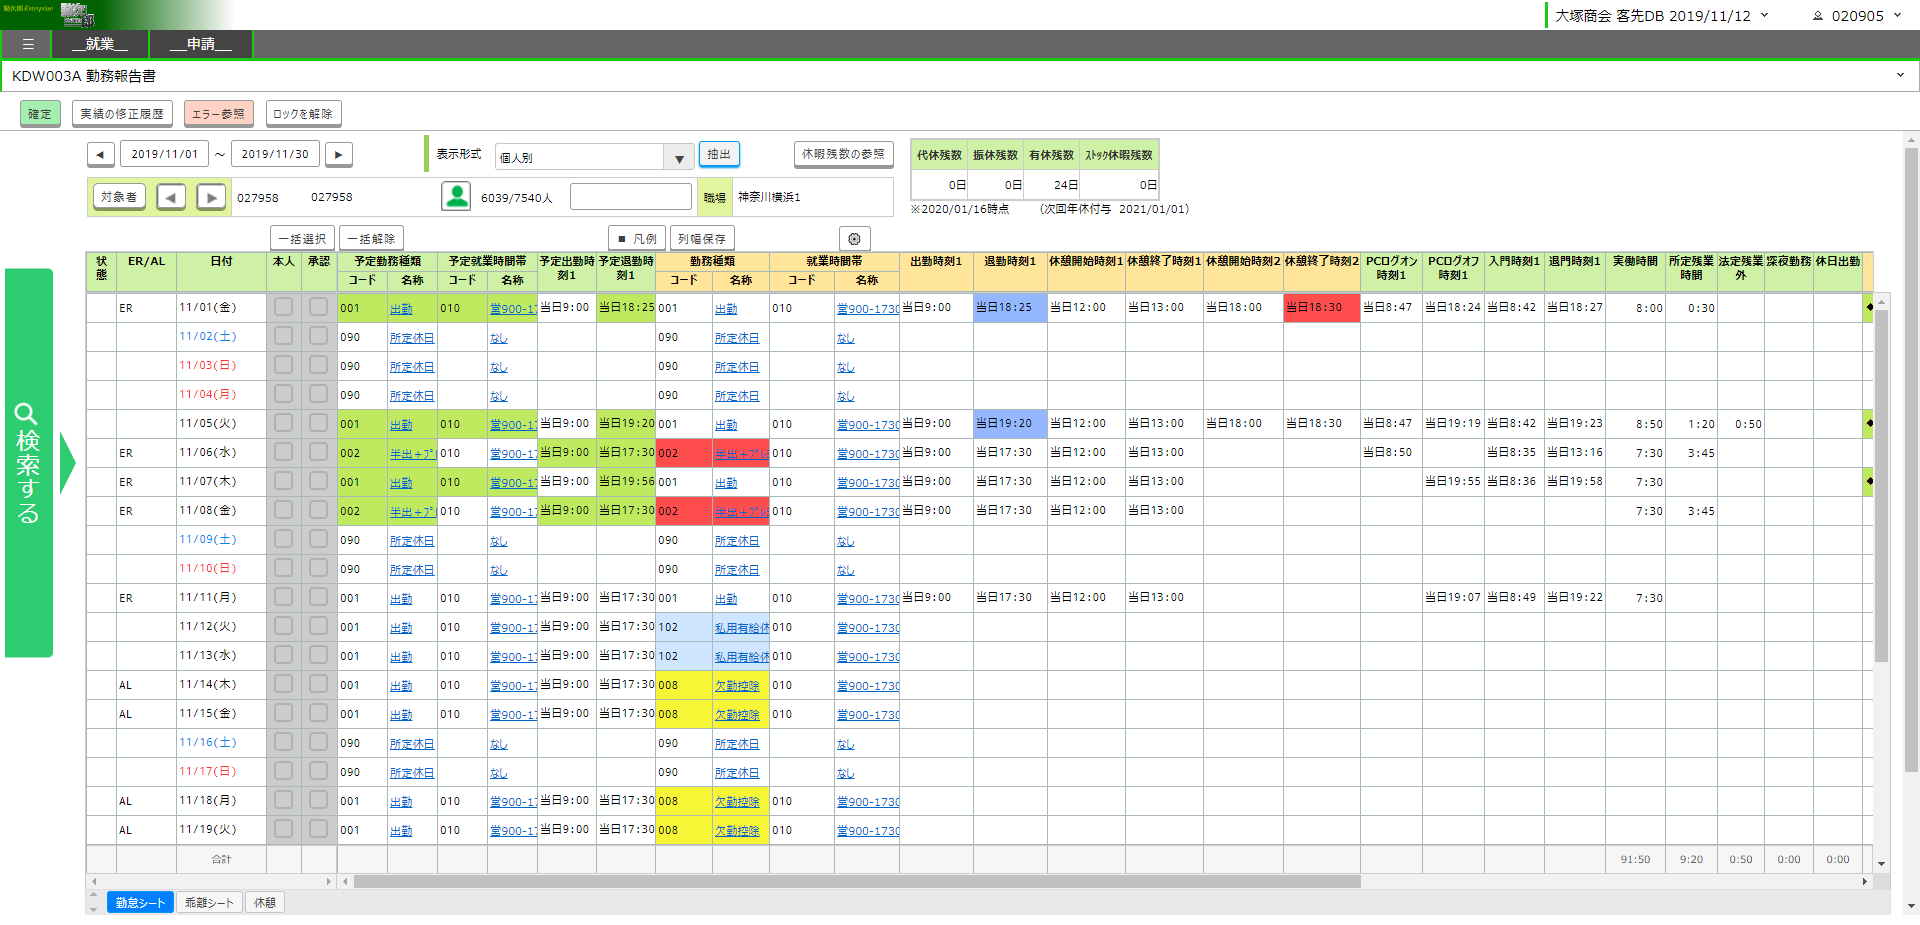 勤次郎 Enterprise
大塚商会 客先DB 2019/11/12 020905
☰ __就業__ __申請__
KDW003A 勤務報告書
確定 実績の修正履歴 エラー参照 ロックを解除
◀ 2019/11/01 ～ 2019/11/30 ▶ 表示形式 個人別 ▼ 抽出 休暇残数の参照
代休残数 振休残数 有休残数 ｽﾄｯｸ休暇残数
0日 0日 24日 0日
※2020/01/16時点 （次回年休付与 2021/01/01）
対象者 ◀ ▶ 027958 027958 6039/7540人 職場 神奈川横浜1
一括選択 一括解除 ■ 凡例 列幅保存
検索する
状態 ER/AL 日付 本人 承認 予定勤務種類 予定就業時間帯 予定出勤時刻1 予定退勤時刻1 勤務種類 就業時間帯 出勤時刻1 退勤時刻1 休憩開始時刻1 休憩終了時刻1 休憩開始時刻2 休憩終了時刻2 PCログオン時刻1 PCログオフ時刻1 入門時刻1 退門時刻1 実働時間 所定残業時間 法定残業外 深夜勤務 休日出勤
コード 名称 コード 名称 コード 名称 コード 名称
ER 11/01(金) 001 出勤 010 営900-17 当日9:00 当日18:25 001 出勤 010 営900-1730 当日9:00 当日18:25 当日12:00 当日13:00 当日18:00 当日18:30 当日8:47 当日18:24 当日8:42 当日18:27 8:00 0:30 ◆
11/02(土) 090 所定休日 なし 090 所定休日 なし
11/03(日) 090 所定休日 なし 090 所定休日 なし
11/04(月) 090 所定休日 なし 090 所定休日 なし
11/05(火) 001 出勤 010 営900-17 当日9:00 当日19:20 001 出勤 010 営900-1730 当日9:00 当日19:20 当日12:00 当日13:00 当日18:00 当日18:30 当日8:47 当日19:19 当日8:42 当日19:23 8:50 1:20 0:50 ◆
ER 11/06(水) 002 半出+ﾌﾟﾚ 010 営900-17 当日9:00 当日17:30 002 半出+ﾌﾟﾚﾐ 010 営900-1730 当日9:00 当日17:30 当日12:00 当日13:00 当日8:50 当日8:35 当日13:16 7:30 3:45
ER 11/07(木) 001 出勤 010 営900-17 当日9:00 当日19:56 001 出勤 010 営900-1730 当日9:00 当日17:30 当日12:00 当日13:00 当日19:55 当日8:36 当日19:58 7:30 ◆
ER 11/08(金) 002 半出+ﾌﾟﾚ 010 営900-17 当日9:00 当日17:30 002 半出+ﾌﾟﾚﾐ 010 営900-1730 当日9:00 当日17:30 当日12:00 当日13:00 7:30 3:45
11/09(土) 090 所定休日 なし 090 所定休日 なし
11/10(日) 090 所定休日 なし 090 所定休日 なし
ER 11/11(月) 001 出勤 010 営900-17 当日9:00 当日17:30 001 出勤 010 営900-1730 当日9:00 当日17:30 当日12:00 当日13:00 当日19:07 当日8:49 当日19:22 7:30
11/12(火) 001 出勤 010 営900-17 当日9:00 当日17:30 102 私用有給休 010 営900-1730
11/13(水) 001 出勤 010 営900-17 当日9:00 当日17:30 102 私用有給休 010 営900-1730
AL 11/14(木) 001 出勤 010 営900-17 当日9:00 当日17:30 008 欠勤控除 010 営900-1730
AL 11/15(金) 001 出勤 010 営900-17 当日9:00 当日17:30 008 欠勤控除 010 営900-1730
11/16(土) 090 所定休日 なし 090 所定休日 なし
11/17(日) 090 所定休日 なし 090 所定休日 なし
AL 11/18(月) 001 出勤 010 営900-17 当日9:00 当日17:30 008 欠勤控除 010 営900-1730
AL 11/19(火) 001 出勤 010 営900-17 当日9:00 当日17:30 008 欠勤控除 010 営900-1730
合計 91:50 9:20 0:50 0:00 0:00
勤怠シート 乖離シート 休憩